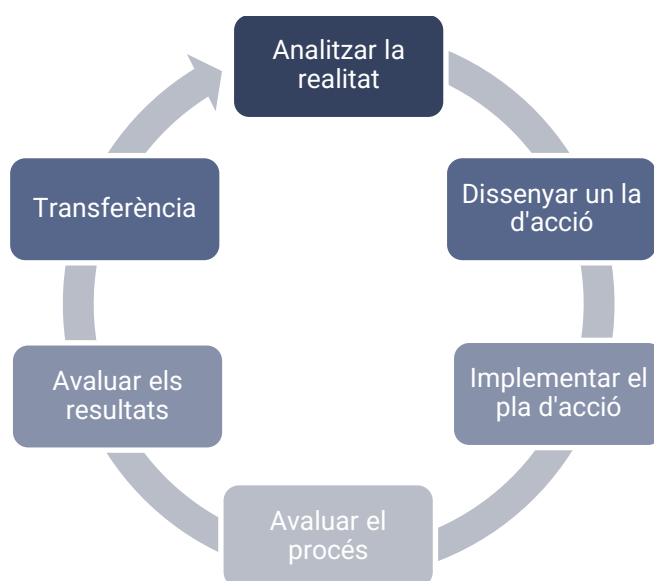 Analitzar la
realitat
Dissenyar un la
d'acció
Implementar el
pla d'acció
Avaluar el
procés
Avaluar els
resultats
Transferència